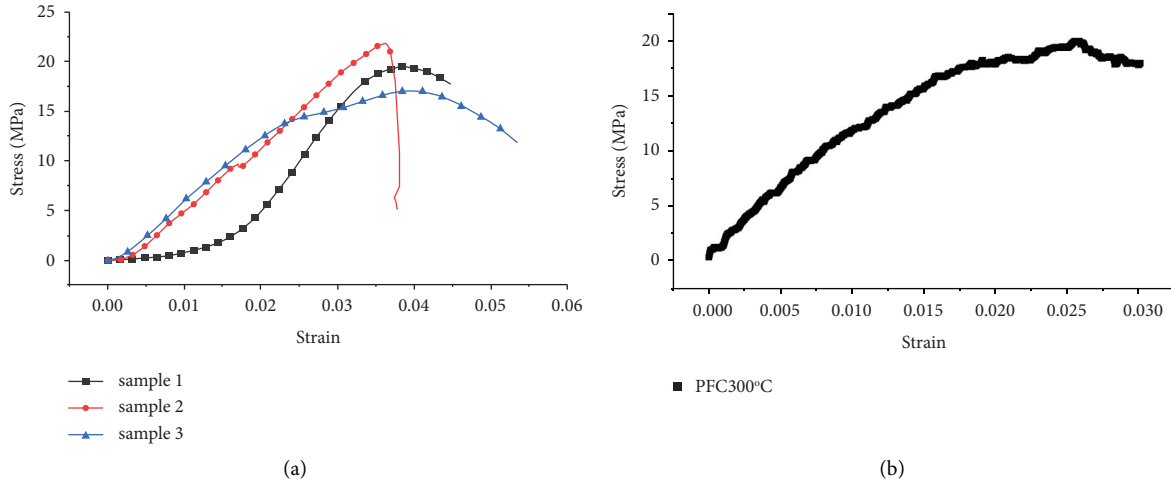 25
20
15
10
5
0
Stress (MPa)
0.00 0.01 0.02 0.03 0.04 0.05 0.06
Strain
sample 1
sample 2
sample 3
(a)
20
15
10
5
0
Stress (MPa)
0.000 0.005 0.010 0.015 0.020 0.025 0.030
Strain
PFC300°C
(b)